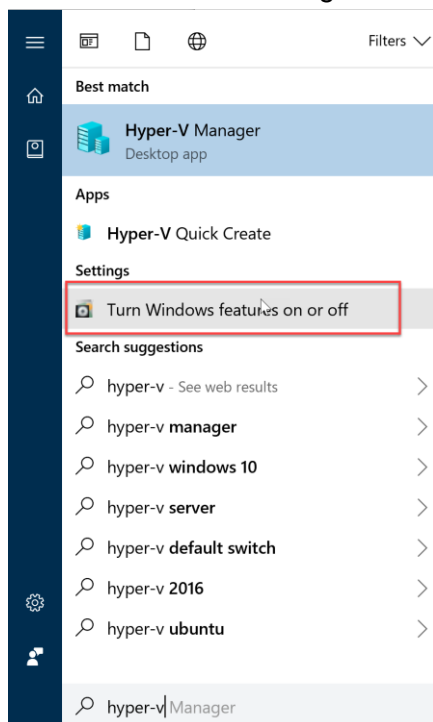 Filters
Best match
Hyper-V Manager
Desktop app
Apps
Hyper-V Quick Create
Settings
Turn Windows features on or off
Search suggestions
hyper-v - See web results
hyper-v manager
hyper-v windows 10
hyper-v server
hyper-v default switch
hyper-v 2016
hyper-v ubuntu
hyper-v Manager